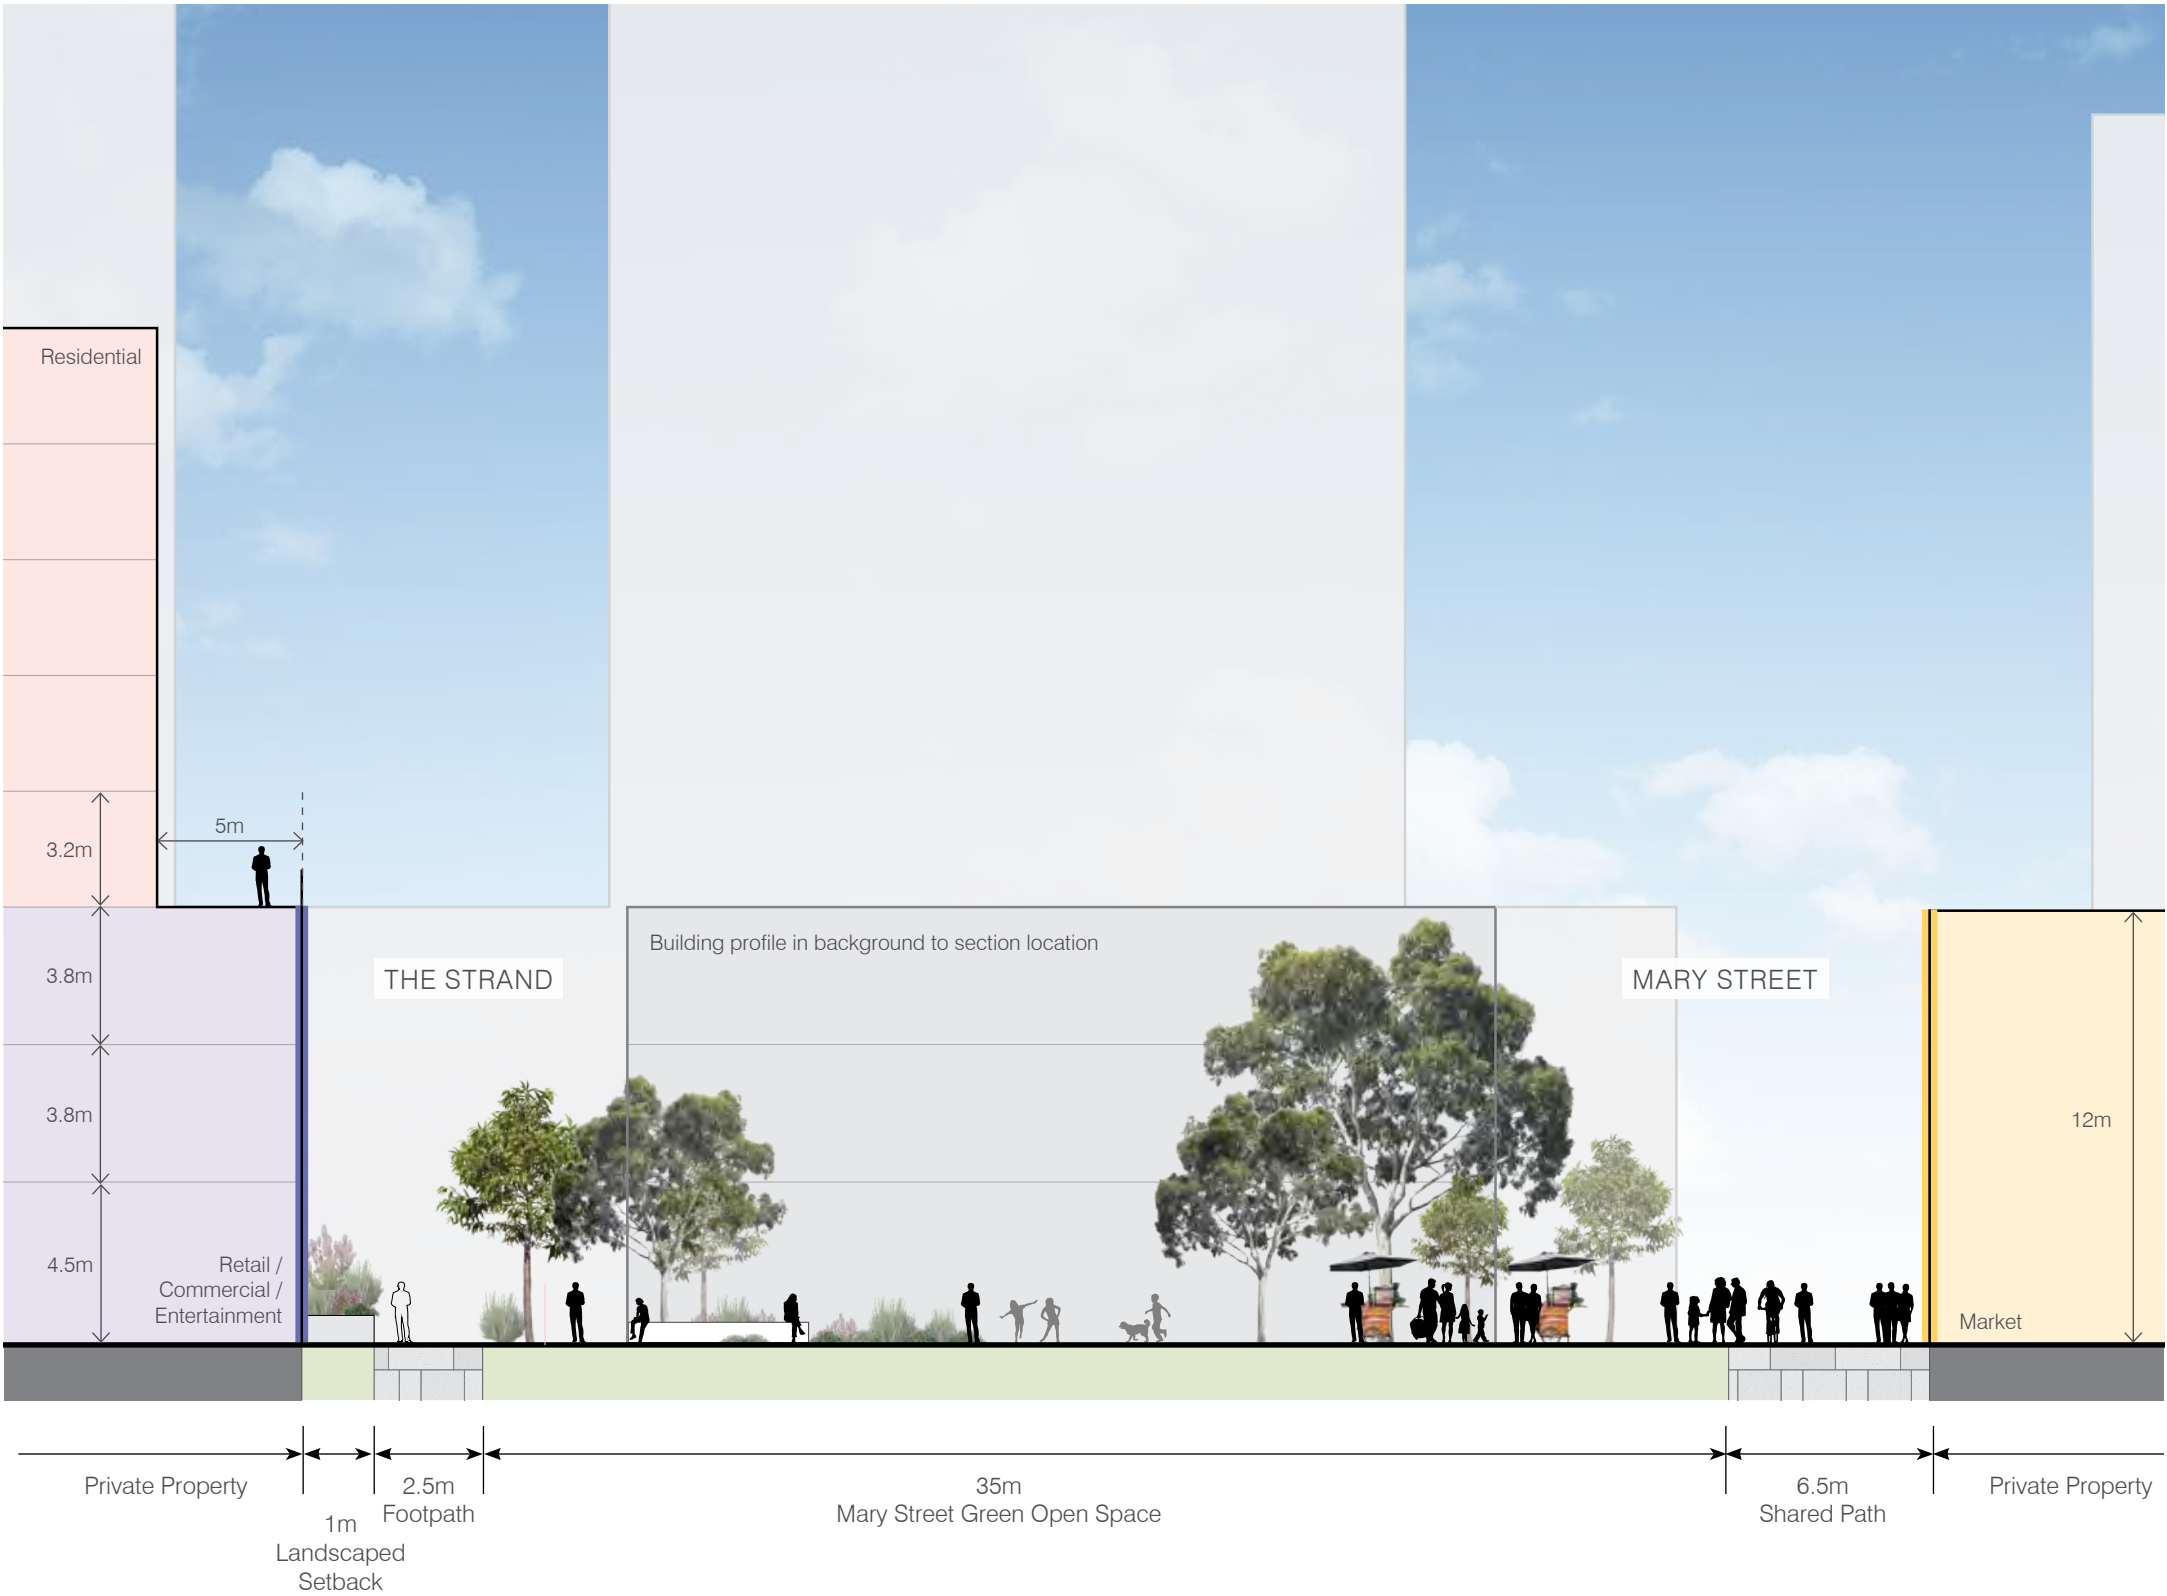 Residential
5m
3.2m
Building profile in background to section location
THE STRAND
MARY STREET
3.8m
3.8m
12m
4.5m
Retail /
Commercial /
Entertainment
Market
Private Property
1m
Landscaped
Setback
2.5m
Footpath
35m
Mary Street Green Open Space
6.5m
Shared Path
Private Property